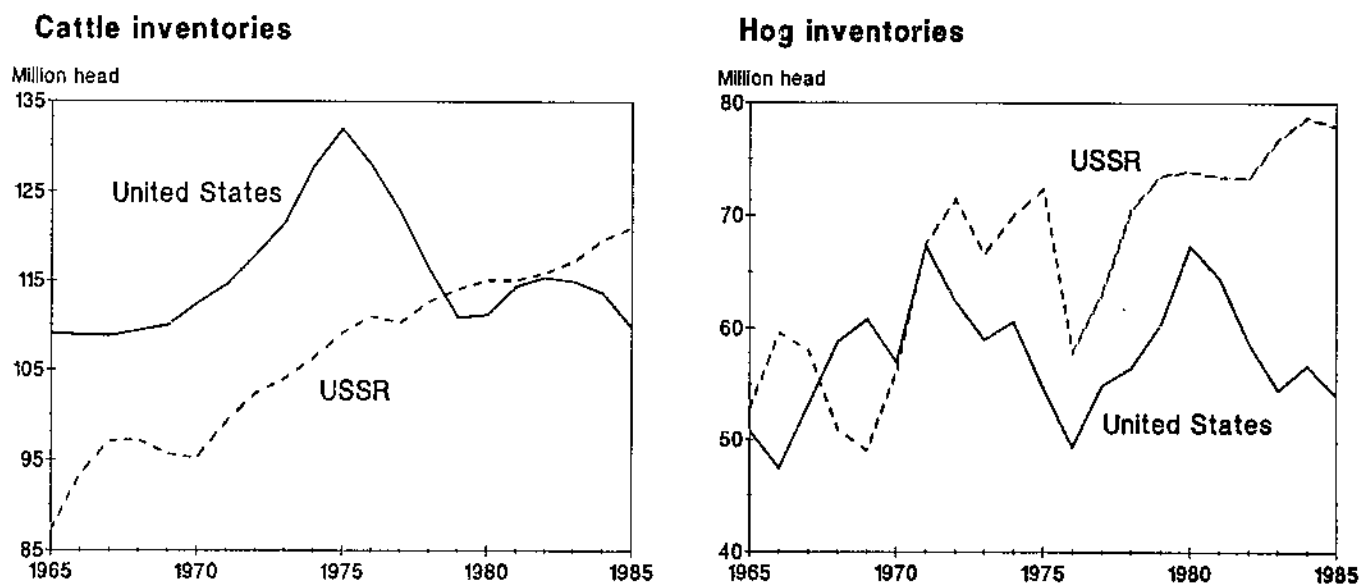 Cattle inventories
Million head
135
125
115
105
95
85
United States
USSR
1965 1970 1975 1980 1985
Hog inventories
Million head
80
70
60
50
40
USSR
United States
1965 1970 1975 1980 1985